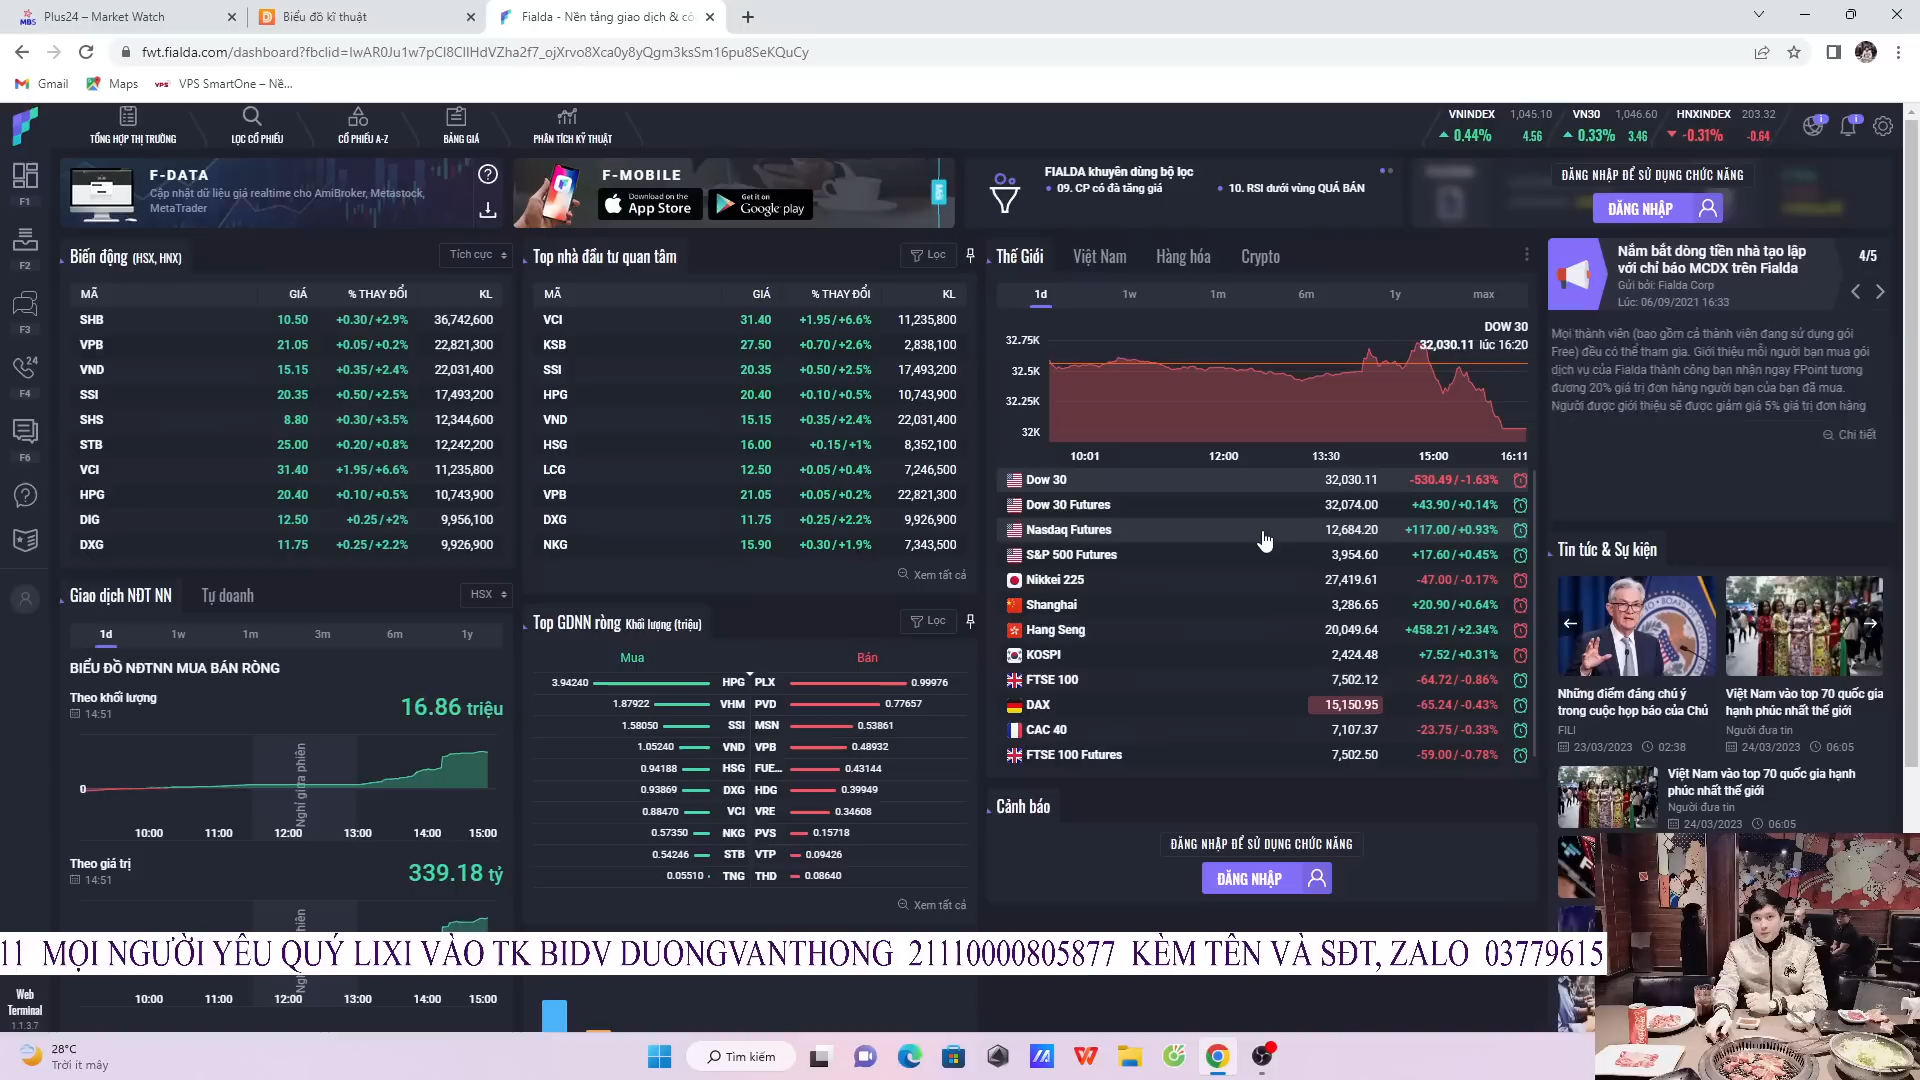 MBS Plus24 – Market Watch
Biểu đồ kĩ thuật
Fialda - Nền tảng giao dịch & cô
fwt.fialda.com/dashboard?fbclid=IwAR0Ju1w7pCl8CIIHdVZha2f7_ojXrvo8Xca0y8yQgm3ksSm16pu8SeKQuCy
Gmail
Maps
VPS VPS SmartOne – Nề...
TỔNG HỢP THỊ TRƯỜNG
LỌC CỔ PHIẾU
CỔ PHIẾU A-Z
BẢNG GIÁ
PHÂN TÍCH KỸ THUẬT
VNINDEX 1,045.10
0.44% 4.56
VN30 1,046.60
0.33% 3.46
HNXINDEX 203.32
-0.31% -0.64
F1
F2
F3
24
F4
F6
Web
Terminal
1.1.3.7
F-DATA
Cập nhật dữ liệu giá realtime cho AmiBroker, Metastock,
MetaTrader
F-MOBILE
Download on the App Store
Get it on Google play
FIALDA khuyên dùng bộ lọc
09. CP có đà tăng giá
10. RSI dưới vùng QUÁ BÁN
ĐĂNG NHẬP ĐỂ SỬ DỤNG CHỨC NĂNG
ĐĂNG NHẬP
Biến động (HSX, HNX)
Tích cực
MÃ GIÁ % THAY ĐỔI KL
SHB 10.50 +0.30 / +2.9% 36,742,600
VPB 21.05 +0.05 / +0.2% 22,821,300
VND 15.15 +0.35 / +2.4% 22,031,400
SSI 20.35 +0.50 / +2.5% 17,493,200
SHS 8.80 +0.30 / +3.5% 12,344,600
STB 25.00 +0.20 / +0.8% 12,242,200
VCI 31.40 +1.95 / +6.6% 11,235,800
HPG 20.40 +0.10 / +0.5% 10,743,900
DIG 12.50 +0.25 / +2% 9,956,100
DXG 11.75 +0.25 / +2.2% 9,926,900
Giao dịch NĐT NN
Tự doanh
HSX
1d 1w 1m 3m 6m 1y
BIỂU ĐỒ NĐTNN MUA BÁN RÒNG
Theo khối lượng
14:51
16.86 triệu
Nghỉ giữa phiên
0
10:00 11:00 12:00 13:00 14:00 15:00
Theo giá trị
14:51
339.18 tỷ
10:00 11:00 12:00 13:00 14:00 15:00
Top nhà đầu tư quan tâm
Lọc
MÃ GIÁ % THAY ĐỔI KL
VCI 31.40 +1.95 / +6.6% 11,235,800
KSB 27.50 +0.70 / +2.6% 2,838,100
SSI 20.35 +0.50 / +2.5% 17,493,200
HPG 20.40 +0.10 / +0.5% 10,743,900
VND 15.15 +0.35 / +2.4% 22,031,400
HSG 16.00 +0.15 / +1% 8,352,100
LCG 12.50 +0.05 / +0.4% 7,246,500
VPB 21.05 +0.05 / +0.2% 22,821,300
DXG 11.75 +0.25 / +2.2% 9,926,900
NKG 15.90 +0.30 / +1.9% 7,343,500
Xem tất cả
Top GDNN ròng Khối lượng (triệu)
Lọc
Mua Bán
3.94240 HPG PLX 0.99976
1.87922 VHM PVD 0.77657
1.58050 SSI MSN 0.53861
1.05240 VND VPB 0.48932
0.94188 HSG FUE... 0.43144
0.93869 DXG HDG 0.39949
0.88470 VCI VRE 0.34608
0.57350 NKG PVS 0.15718
0.54246 STB VTP 0.09426
0.05510 TNG THD 0.08640
Xem tất cả
Thế Giới Việt Nam Hàng hóa Crypto
1d 1w 1m 6m 1y max
DOW 30
32,030.11 lúc 16:20
32.75K
32.5K
32.25K
32K
10:01 12:00 13:30 15:00 16:11
Dow 30 32,030.11 -530.49 / -1.63%
Dow 30 Futures 32,074.00 +43.90 / +0.14%
Nasdaq Futures 12,684.20 +117.00 / +0.93%
S&P 500 Futures 3,954.60 +17.60 / +0.45%
Nikkei 225 27,419.61 -47.00 / -0.17%
Shanghai 3,286.65 +20.90 / +0.64%
Hang Seng 20,049.64 +458.21 / +2.34%
KOSPI 2,424.48 +7.52 / +0.31%
FTSE 100 7,502.12 -64.72 / -0.86%
DAX 15,150.95 -65.24 / -0.43%
CAC 40 7,107.37 -23.75 / -0.33%
FTSE 100 Futures 7,502.50 -59.00 / -0.78%
Cảnh báo
ĐĂNG NHẬP ĐỂ SỬ DỤNG CHỨC NĂNG
ĐĂNG NHẬP
Nắm bắt dòng tiền nhà tạo lập
với chỉ báo MCDX trên Fialda
Gửi bởi: Fialda Corp
Lúc: 06/09/2021 16:33
4/5
Mọi thành viên (bao gồm cả thành viên đang sử dụng gói
Free) đều có thể tham gia. Giới thiệu mỗi người bạn mua gói
dịch vụ của Fialda thành công bạn nhận ngay FPoint tương
đương 20% giá trị đơn hàng người bạn của bạn đã mua.
Người được giới thiệu sẽ được giảm giá 5% giá trị đơn hàng
Chi tiết
Tin tức & Sự kiện
Những điểm đáng chú ý
trong cuộc họp báo của Chủ
FILI
23/03/2023 02:38
Việt Nam vào top 70 quốc gia
hạnh phúc nhất thế giới
Người đưa tin
24/03/2023 06:05
Việt Nam vào top 70 quốc gia hạnh
phúc nhất thế giới
Người đưa tin
24/03/2023 06:05
11 MỌI NGƯỜI YÊU QUÝ LIXI VÀO TK BIDV DUONGVANTHONG 21110000805877 KÈM TÊN VÀ SĐT, ZALO 03779615
28°C
Trời ít mây
Tìm kiếm